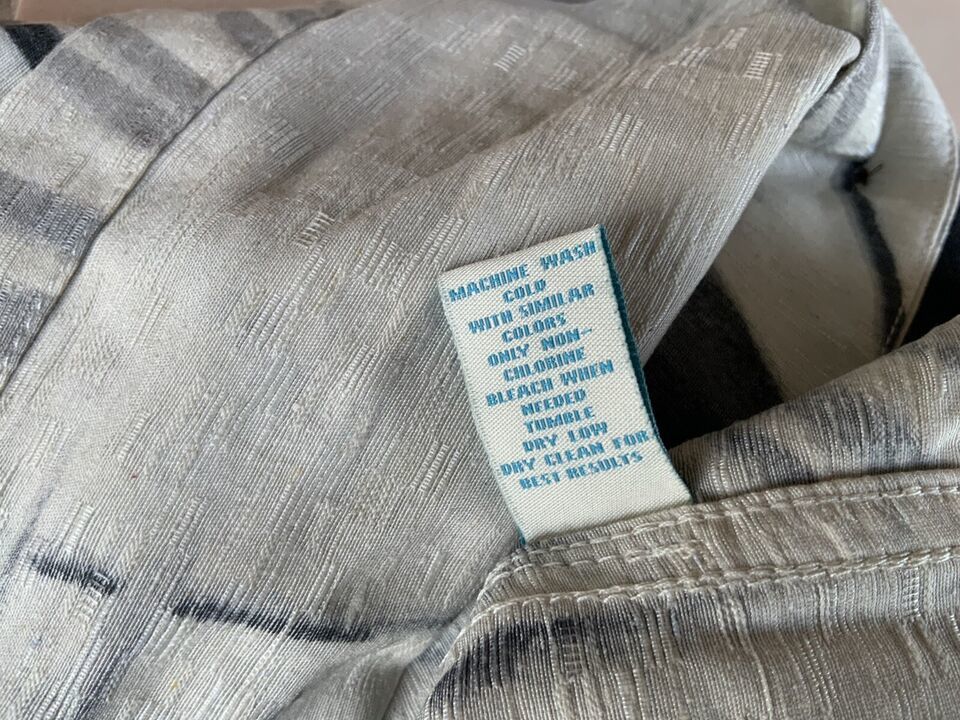 MACHINE WASH
COLD
WITH SIMILAR
COLORS
ONLY NON-
CHLORINE
BLEACH WHEN
NEEDED
TUMBLE
DRY LOW
DRY CLEAN FOR
BEST RESULTS